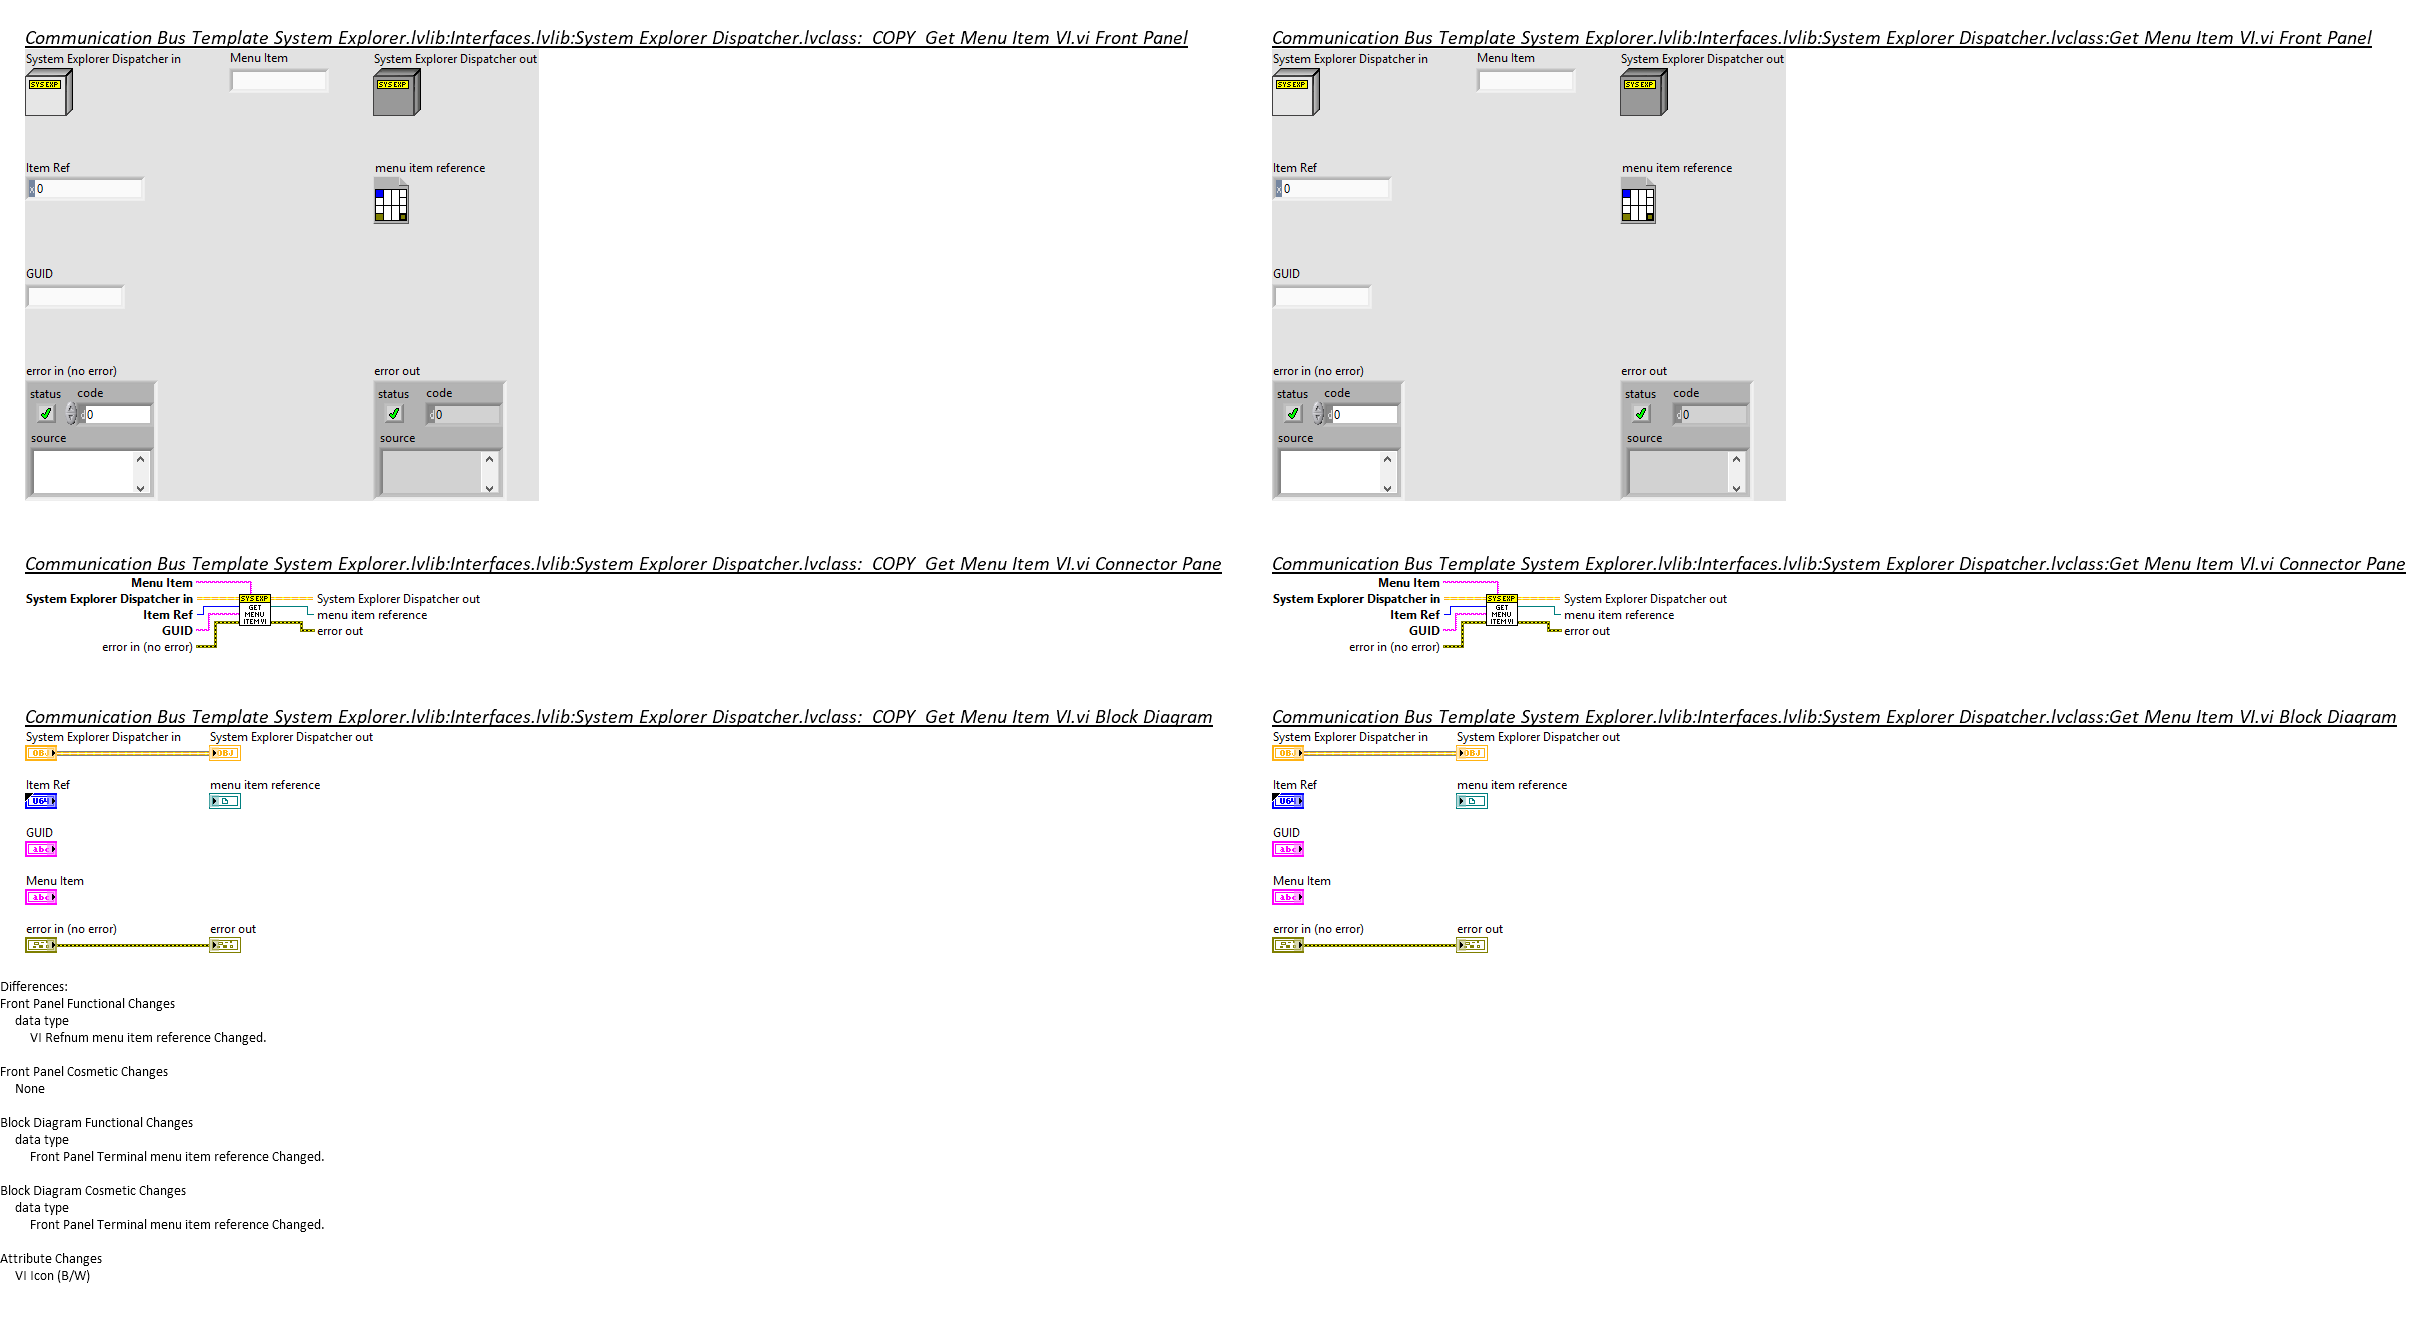 Communication Bus Template System Explorer.lvlib:Interfaces.lvlib:System Explorer Dispatcher.lvclass:_COPY_Get Menu Item VI.vi Front Panel
System Explorer Dispatcher in
Menu Item
System Explorer Dispatcher out
SYS EXP
SYS EXP
Item Ref
menu item reference
x 0
GUID
error in (no error)
error out
status code
status code
d 0
d 0
source
source
Communication Bus Template System Explorer.lvlib:Interfaces.lvlib:System Explorer Dispatcher.lvclass:_COPY_Get Menu Item VI.vi Connector Pane
Menu Item
System Explorer Dispatcher in
System Explorer Dispatcher out
Item Ref
menu item reference
GUID
error out
error in (no error)
SYS EXP
GET
MENU
ITEM VI
Communication Bus Template System Explorer.lvlib:Interfaces.lvlib:System Explorer Dispatcher.lvclass:_COPY_Get Menu Item VI.vi Block Diagram
System Explorer Dispatcher in
System Explorer Dispatcher out
OBJ
OBJ
Item Ref
menu item reference
U64
GUID
abc
Menu Item
abc
error in (no error)
error out
Differences:
Front Panel Functional Changes
data type
VI Refnum menu item reference Changed.
Front Panel Cosmetic Changes
None
Block Diagram Functional Changes
data type
Front Panel Terminal menu item reference Changed.
Block Diagram Cosmetic Changes
data type
Front Panel Terminal menu item reference Changed.
Attribute Changes
VI Icon (B/W)
Communication Bus Template System Explorer.lvlib:Interfaces.lvlib:System Explorer Dispatcher.lvclass:Get Menu Item VI.vi Front Panel
System Explorer Dispatcher in
Menu Item
System Explorer Dispatcher out
SYS EXP
SYS EXP
Item Ref
menu item reference
x 0
GUID
error in (no error)
error out
status code
status code
d 0
d 0
source
source
Communication Bus Template System Explorer.lvlib:Interfaces.lvlib:System Explorer Dispatcher.lvclass:Get Menu Item VI.vi Connector Pane
Menu Item
System Explorer Dispatcher in
System Explorer Dispatcher out
Item Ref
menu item reference
GUID
error out
error in (no error)
SYS EXP
GET
MENU
ITEM VI
Communication Bus Template System Explorer.lvlib:Interfaces.lvlib:System Explorer Dispatcher.lvclass:Get Menu Item VI.vi Block Diagram
System Explorer Dispatcher in
System Explorer Dispatcher out
OBJ
OBJ
Item Ref
menu item reference
U64
GUID
abc
Menu Item
abc
error in (no error)
error out